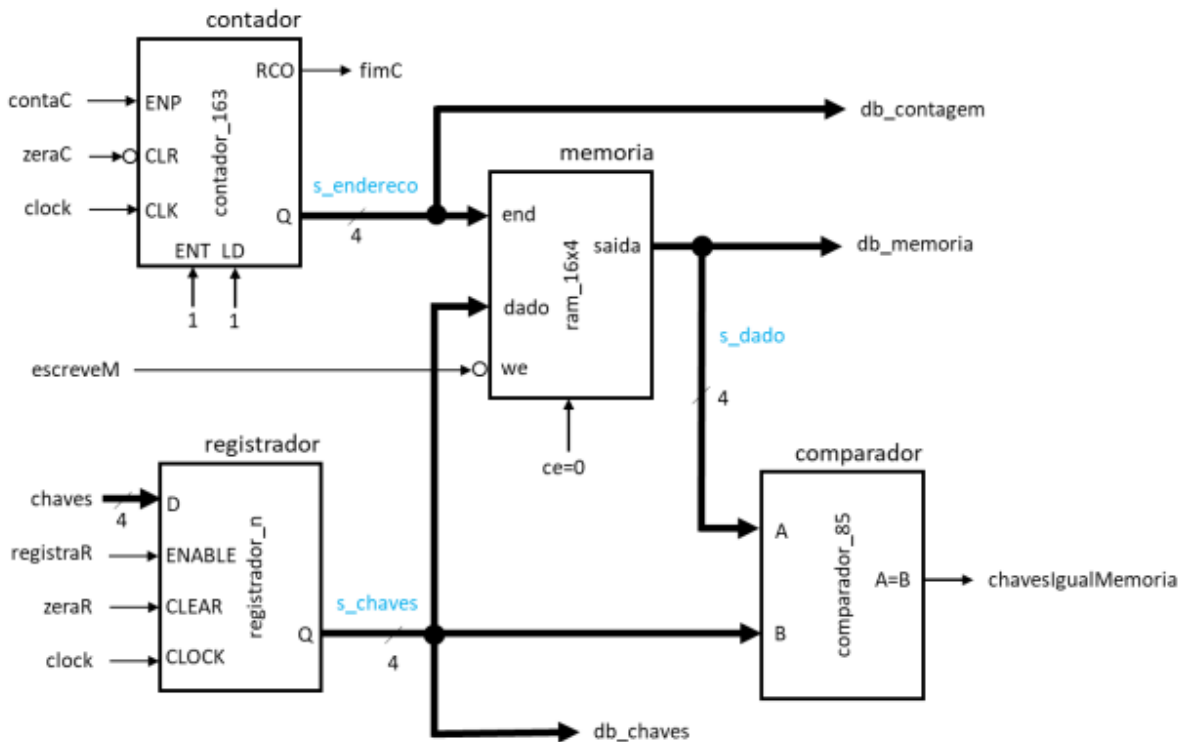 contador
RCO
fimC
contaC
ENP
contador_163
db_contagem
zeraC
CLR
memoria
s_endereco
clock
CLK
Q
4
end
saida
db_memoria
ENT LD
ram_16x4
dado
1
1
s_dado
escreveM
we
4
registrador
comparador
ce=0
chaves
4
D
A
registraR
ENABLE
registrador_n
comparador_85
A=B
chavesIgualMemoria
zeraR
CLEAR
s_chaves
Q
B
clock
CLOCK
4
db_chaves